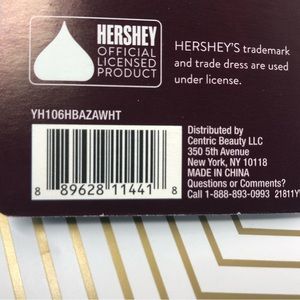 HERSHEY
OFFICIAL
LICENSED
PRODUCT
HERSHEY'S trademark
and trade dress are used
under license.
YH106HBAZAWHT
8 89628 11441 8
Distributed by
Centric Beauty LLC
350 5th Avenue
New York, NY 10118
MADE IN CHINA
Questions or Comments?
Call 1-888-893-0993 21811Y